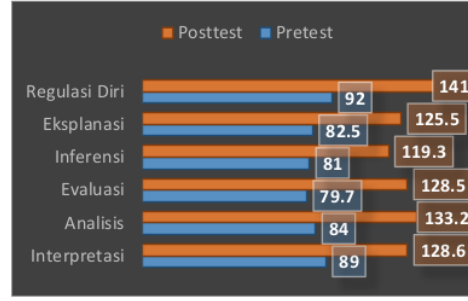 Posttest Pretest
Regulasi Diri 141
92
Eksplanasi 125.5
82.5
Inferensi 119.3
81
Evaluasi 128.5
79.7
Analisis 133.2
84
Interpretasi 128.6
89